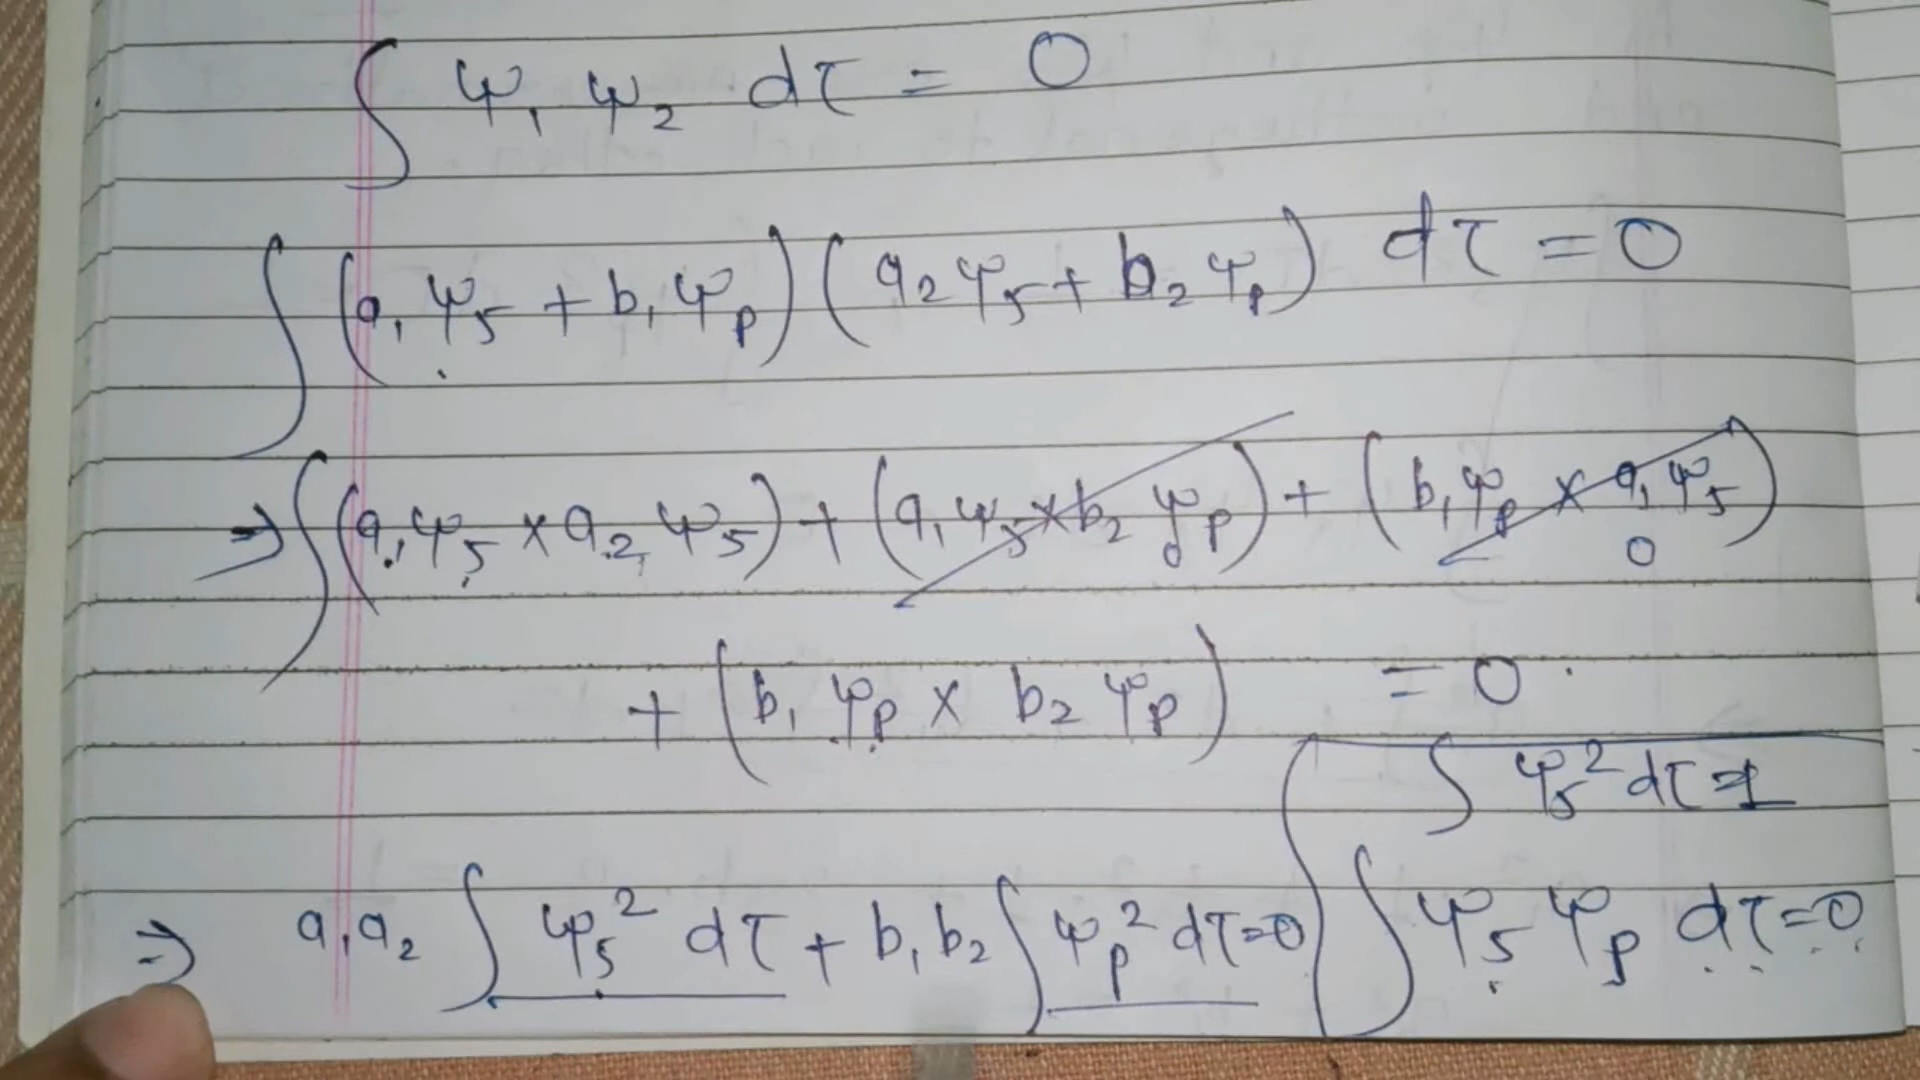 ∫ ψ₁ ψ₂ dτ = 0
∫ (a₁ψₛ + b₁ψₚ) (a₂ψₛ + b₂ψₚ) dτ = 0
⇒ ∫ (a₁ψₛ × a₂ψₛ) + (a₁ψₛ × b₂ψₚ) + (b₁ψₚ × a₁ψₛ)
0 0
+ (b₁ψₚ × b₂ψₚ) = 0
∫ ψₛ² dτ = 1
⇒ a₁a₂ ∫ ψₛ² dτ + b₁b₂ ∫ ψₚ² dτ = 0
∫ ψₛ ψₚ dτ = 0